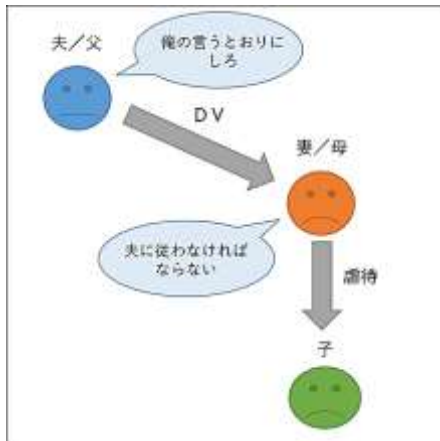 夫／父
俺の言うとおりに
しろ
DV
妻／母
夫に従わなければ
ならない
虐待
子